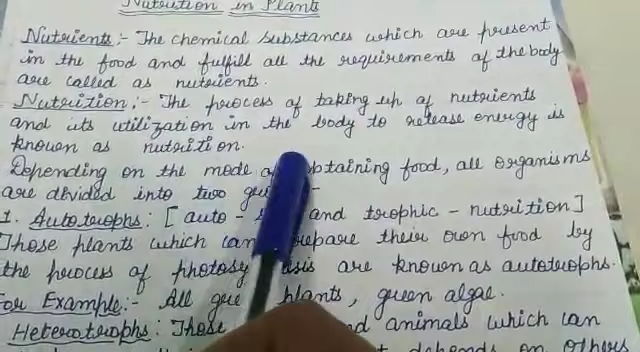 Nutrition in Plants
Nutrients:- The chemical substances which are present
in the food and fulfill all the requirements of the body
are called as nutrients.
Nutrition:- The process of taking up of nutrients
and its utilization in the body to release energy is
known as nutrition.
Depending on the mode of obtaining food, all organisms
are divided into two
1. Autotrophs: [auto - and trophic - nutrition]
Those plants which can prepare their own food by
the process of are known as autotrophs.
For Example:- All plants, green algae.
Heterotrophs: Those animals which can
depends on others